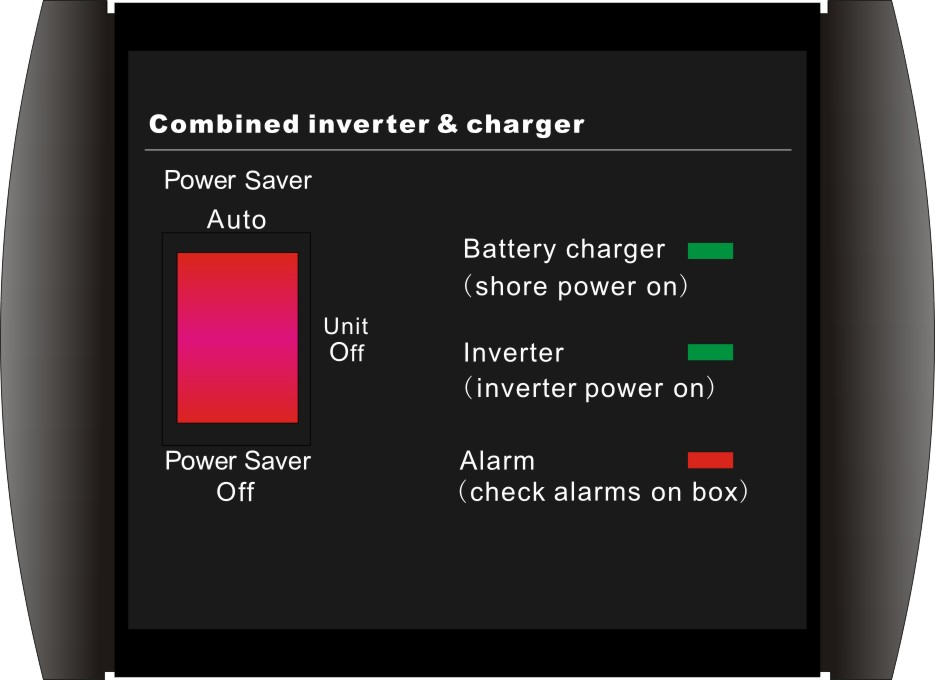 Combined inverter & charger
Power Saver
Auto
Unit
Off
Power Saver
Off
Battery charger
（shore power on）
Inverter
（inverter power on）
Alarm
（check alarms on box）